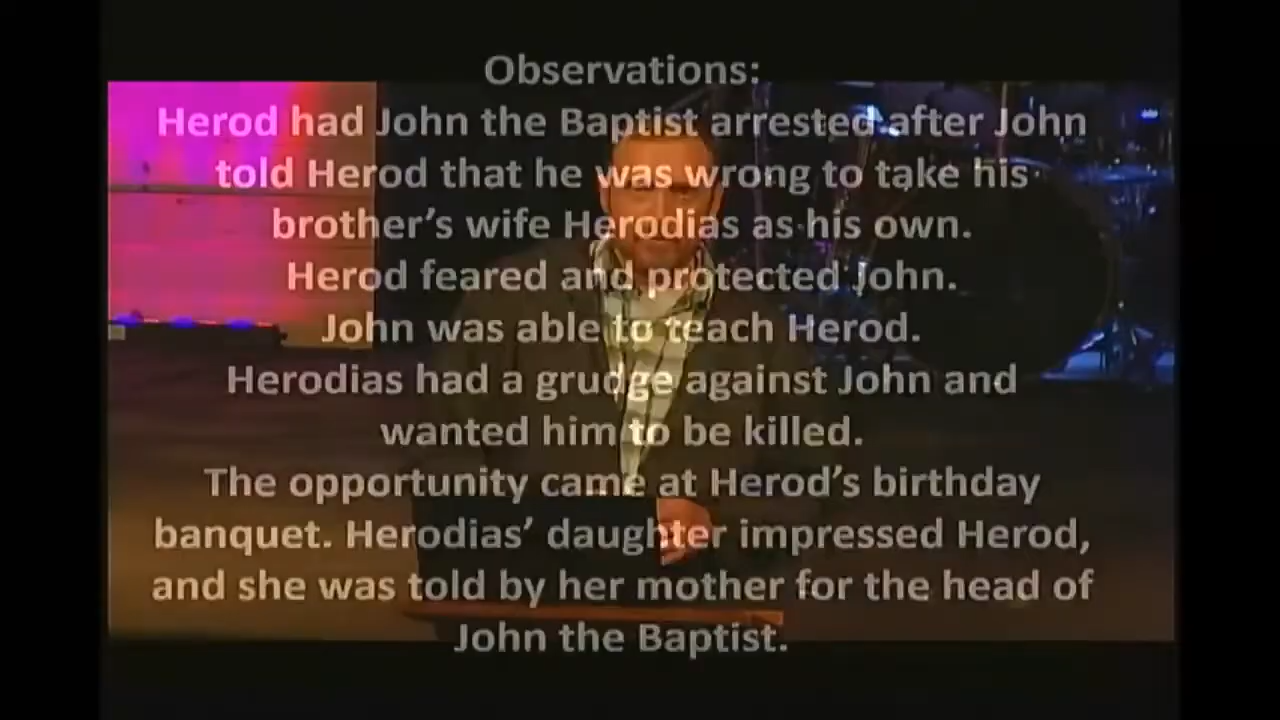 Observations:
Herod had John the Baptist arrested after John
told Herod that he was wrong to take his
brother’s wife Herodias as his own.
Herod feared and protected John.
John was able to teach Herod.
Herodias had a grudge against John and
wanted him to be killed.
The opportunity came at Herod’s birthday
banquet. Herodias’ daughter impressed Herod,
and she was told by her mother for the head of
John the Baptist.